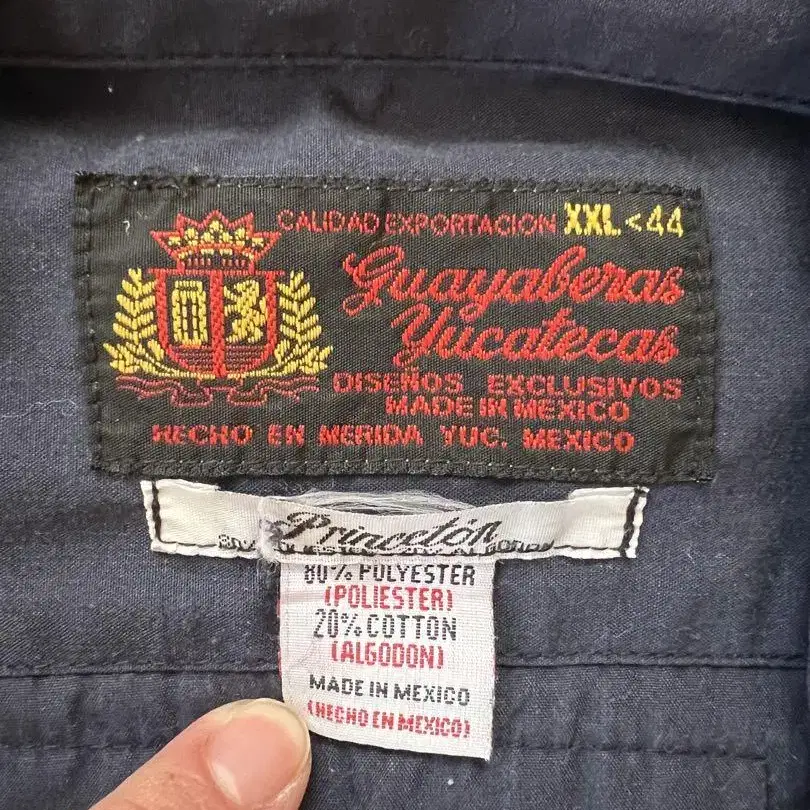 CALIDAD EXPORTACION XXL <44
Guayaberas
Yucatecas
DISEÑOS EXCLUSIVOS
MADE IN MEXICO
HECHO EN MERIDA YUC. MEXICO
Princetón
80% POLYESTER
(POLIESTER)
20% COTTON
(ALGODON)
MADE IN MEXICO
(HECHO EN MEXICO)